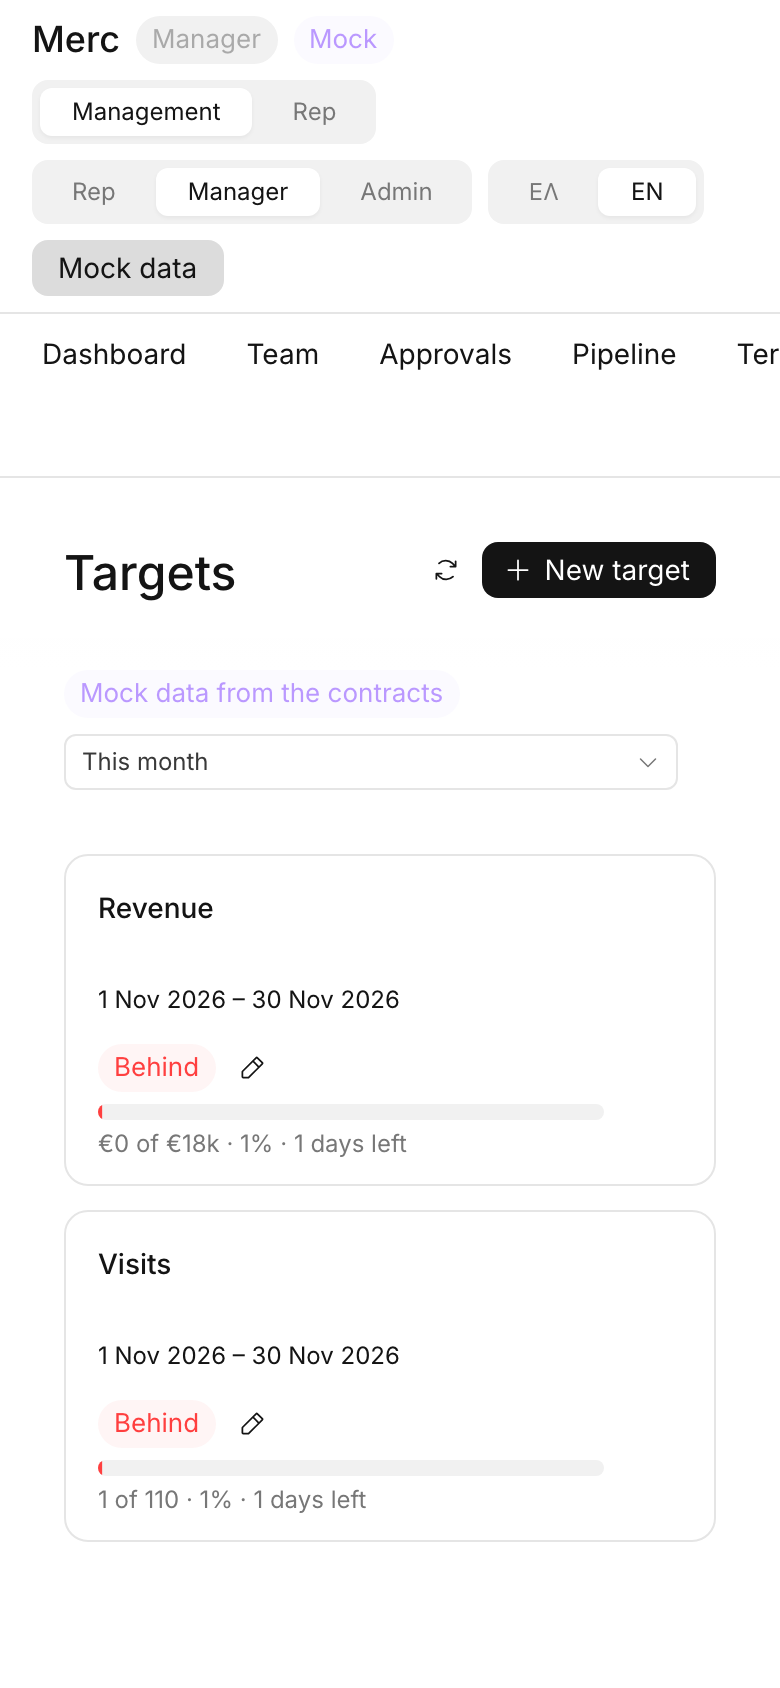 Merc Manager Mock
Management Rep
Rep Manager Admin ΕΛ EN
Mock data
Dashboard Team Approvals Pipeline Ter
Targets
New target
Mock data from the contracts
This month
Revenue
1 Nov 2026 – 30 Nov 2026
Behind
€0 of €18k · 1% · 1 days left
Visits
1 Nov 2026 – 30 Nov 2026
Behind
1 of 110 · 1% · 1 days left